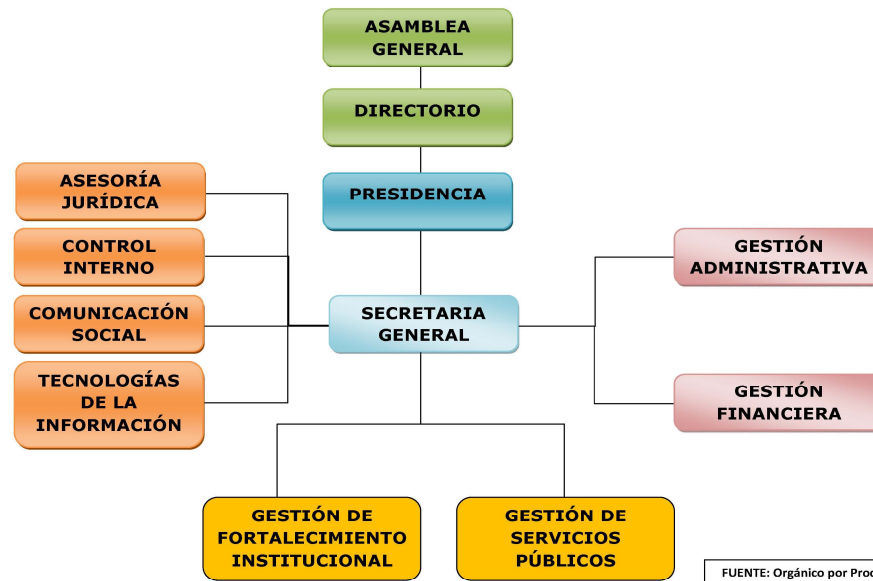 ASAMBLEA
GENERAL
DIRECTORIO
PRESIDENCIA
ASESORÍA
JURÍDICA
CONTROL
INTERNO
COMUNICACIÓN
SOCIAL
TECNOLOGÍAS
DE LA
INFORMACIÓN
SECRETARIA
GENERAL
GESTIÓN
ADMINISTRATIVA
GESTIÓN
FINANCIERA
GESTIÓN DE
FORTALECIMIENTO
INSTITUCIONAL
GESTIÓN DE
SERVICIOS
PÚBLICOS
FUENTE: Orgánico por